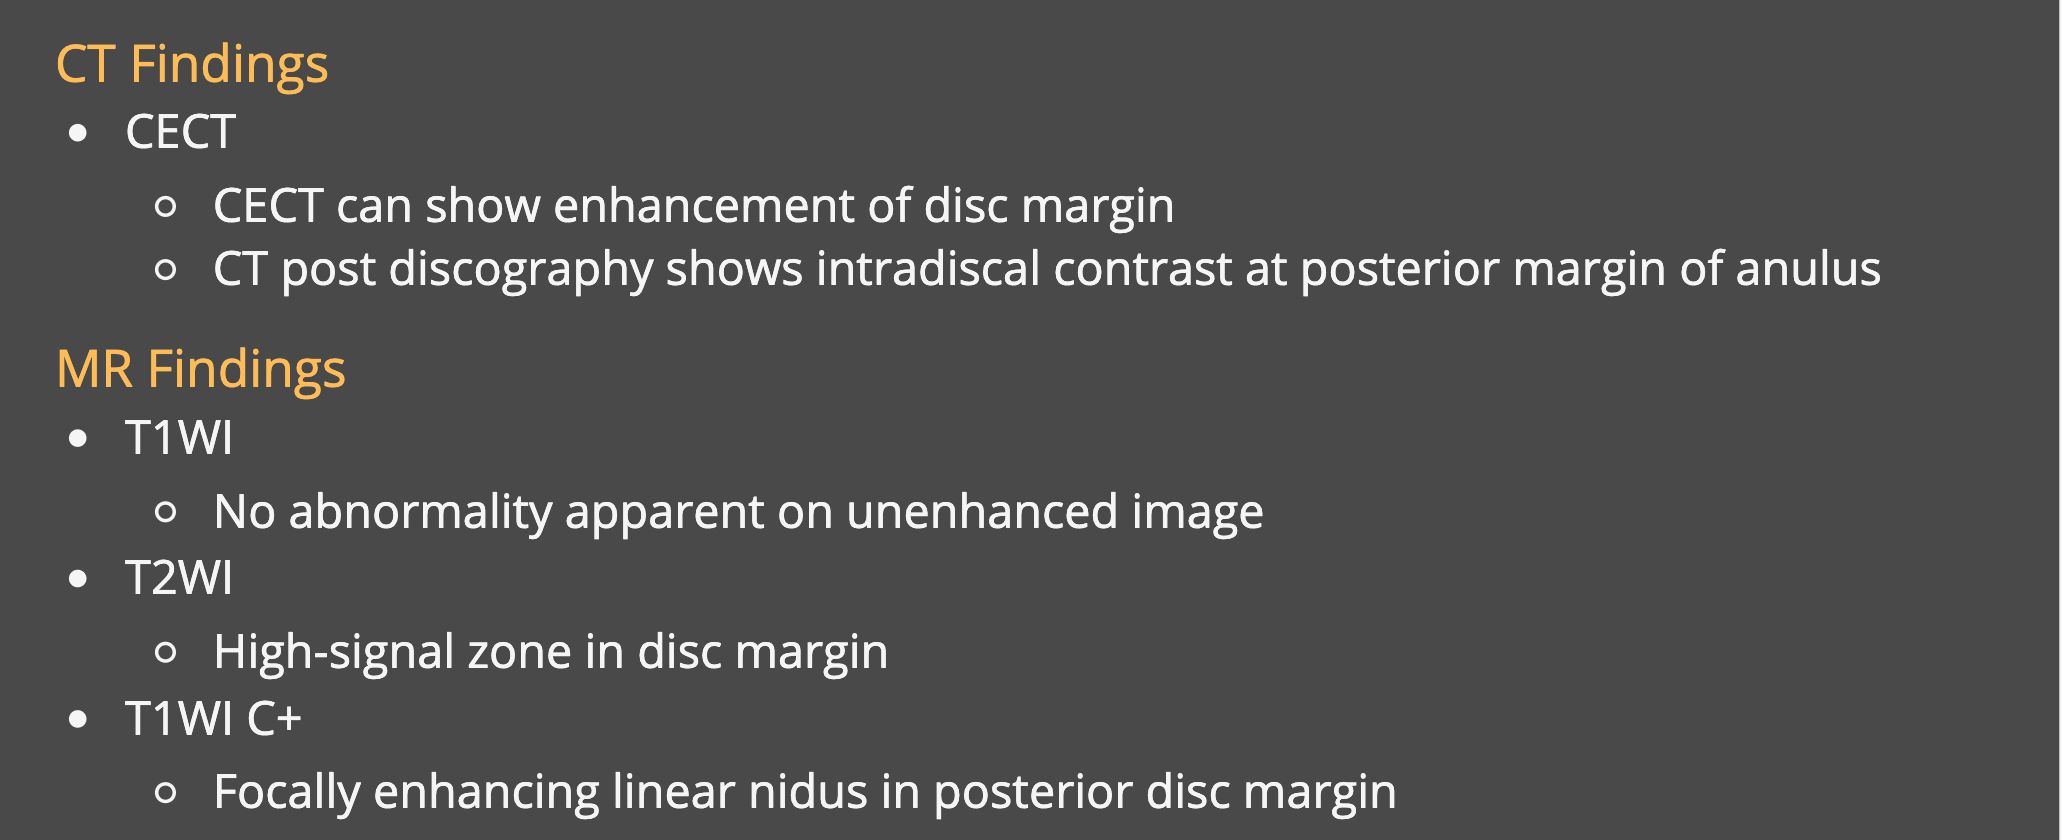 CT Findings
• CECT
○ CECT can show enhancement of disc margin
○ CT post discography shows intradiscal contrast at posterior margin of anulus
MR Findings
• T1WI
○ No abnormality apparent on unenhanced image
• T2WI
○ High-signal zone in disc margin
• T1WI C+
○ Focally enhancing linear nidus in posterior disc margin